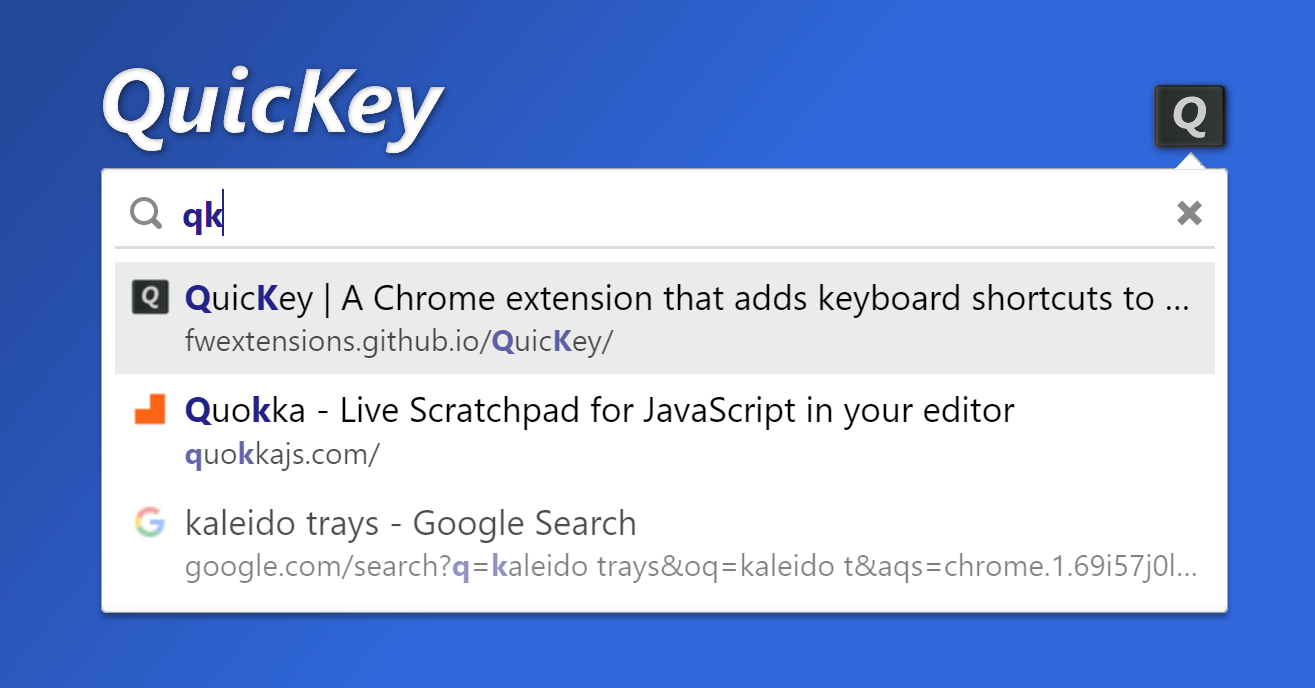 QuicKey
Q
qk
Q
QuicKey | A Chrome extension that adds keyboard shortcuts to ...
fwextensions.github.io/QuicKey/
Quokka - Live Scratchpad for JavaScript in your editor
quokkajs.com/
G
kaleido trays - Google Search
google.com/search?q=kaleido trays&oq=kaleido t&aqs=chrome.1.69i57j0l...